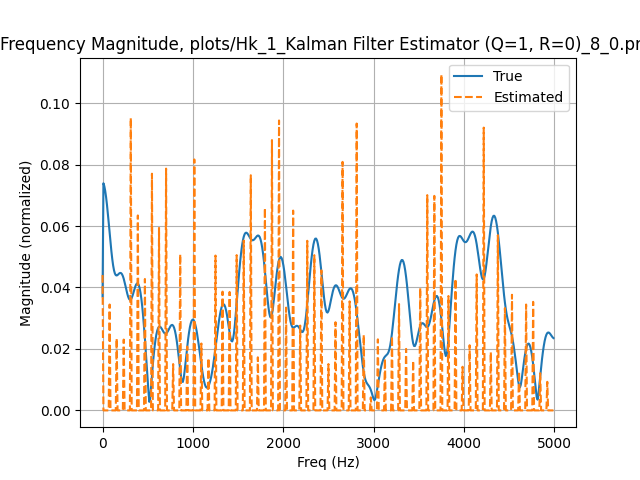 Frequency Magnitude, plots/Hk_1_Kalman Filter Estimator (Q=1, R=0)_8_0.pr
True
Estimated
0.10
0.08
0.06
0.04
0.02
0.00
Magnitude (normalized)
0 1000 2000 3000 4000 5000
Freq (Hz)